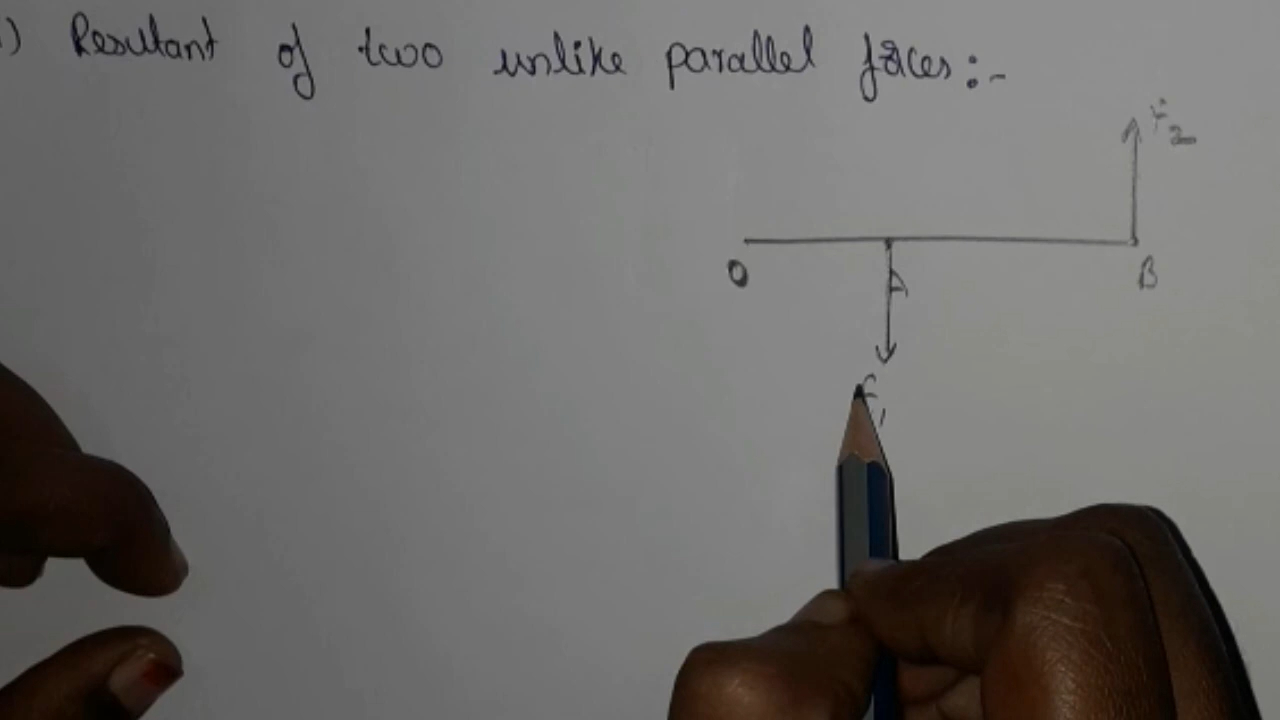 ) Resultant of two unlike parallel forces:-
F2
O
A
B
F1